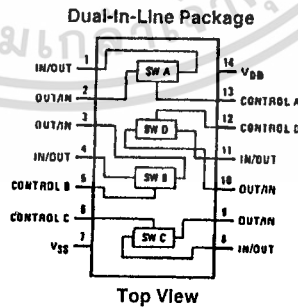 Dual-In-Line Package
IN/OUT 1
OUT/IN 2
OUT/IN 3
IN/OUT 4
CONTROL B 5
CONTROL C 6
VSS 7
SW A
SW D
SW B
SW C
14 VDD
13 CONTROL A
12 CONTROL D
11 IN/OUT
10 OUT/IN
9 OUT/IN
8 IN/OUT
Top View